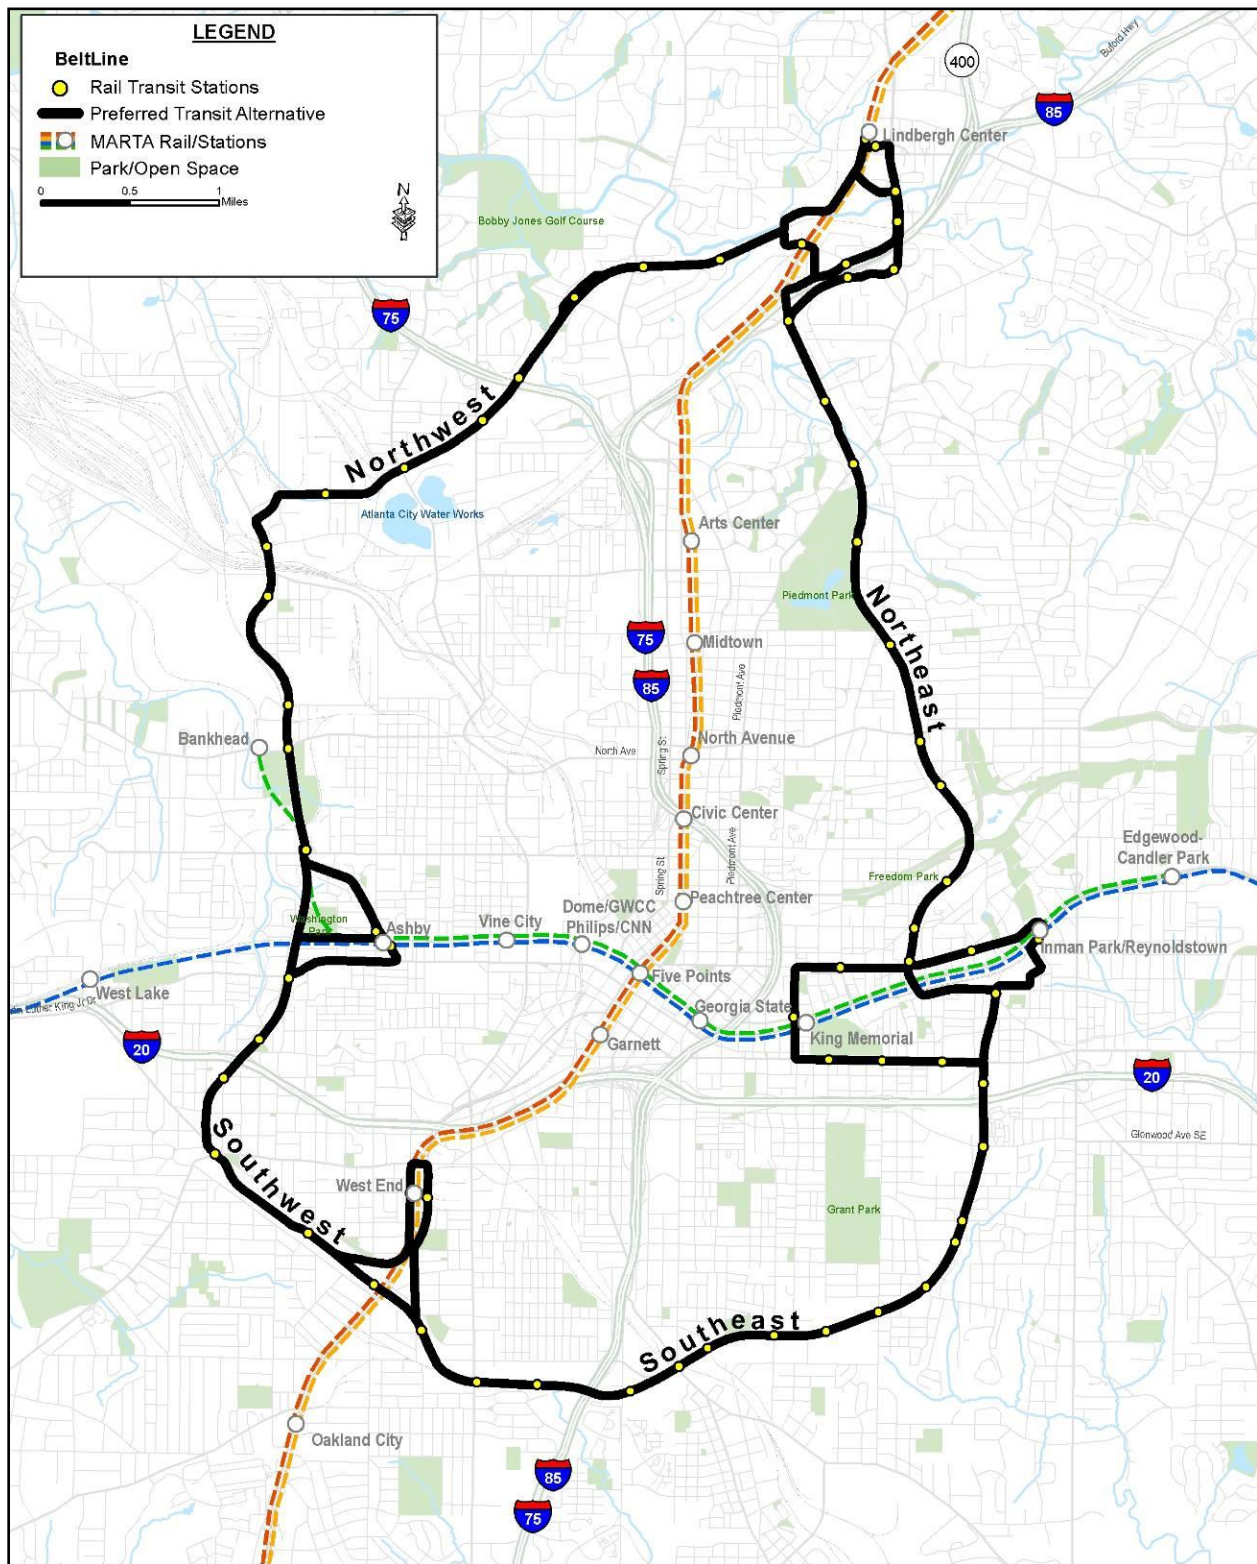 LEGEND
BeltLine
Rail Transit Stations
Preferred Transit Alternative
MARTA Rail/Stations
Park/Open Space
0 0.5 1
Miles
N
400
Buford Hwy
85
Lindbergh Center
Bobby Jones Golf Course
75
Northwest
Atlanta City Water Works
Arts Center
Piedmont Park
Northeast
75
Midtown
85
Piedmont Ave
Bankhead
North Ave
Spring St
North Avenue
Civic Center
Piedmont Ave
Spring St
Edgewood-
Candler Park
Freedom Park
Peachtree Center
Washington
Park
Ashby
Vine City
Dome/GWCC
Philips/CNN
Inman Park/Reynoldstown
West Lake
Five Points
Luther King Jr Dr
Georgia State
King Memorial
Garnett
20
20
Glenwood Ave SE
Southwest
West End
Grant Park
Southeast
Oakland City
85
75